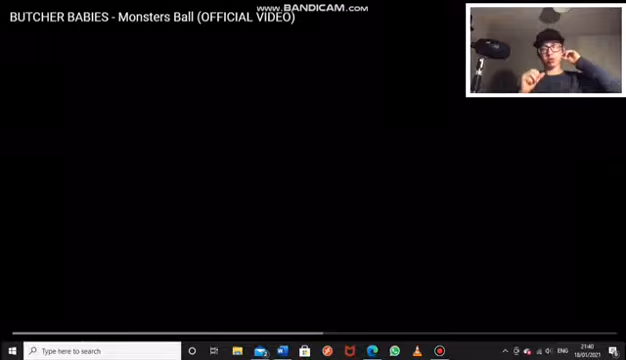 www.BANDICAM.com
BUTCHER BABIES - Monsters Ball (OFFICIAL VIDEO)
Type here to search
ENG
21:40
18/01/2021